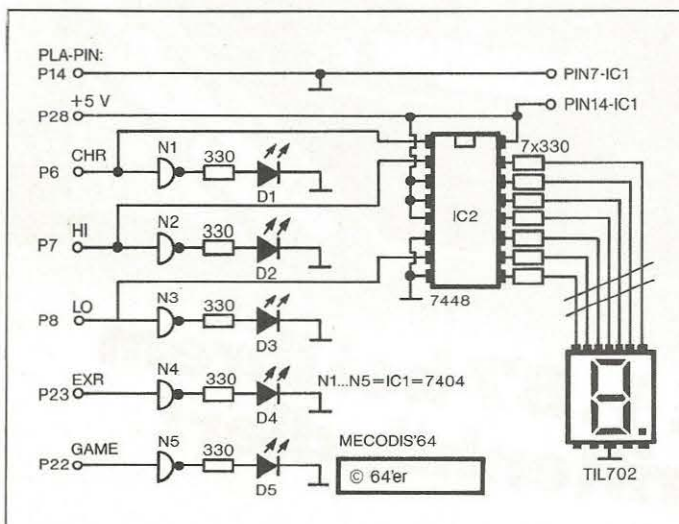 PLA-PIN:
P14
PIN7-IC1
P28 +5 V
PIN14-IC1
P6 CHR
N1
330
D1
7x330
P7 HI
N2
330
D2
IC2
7448
P8 LO
N3
330
D3
P23 EXR
N4
330
D4
N1...N5=IC1=7404
P22 GAME
N5
330
D5
MECODIS'64
© 64'er
TIL702